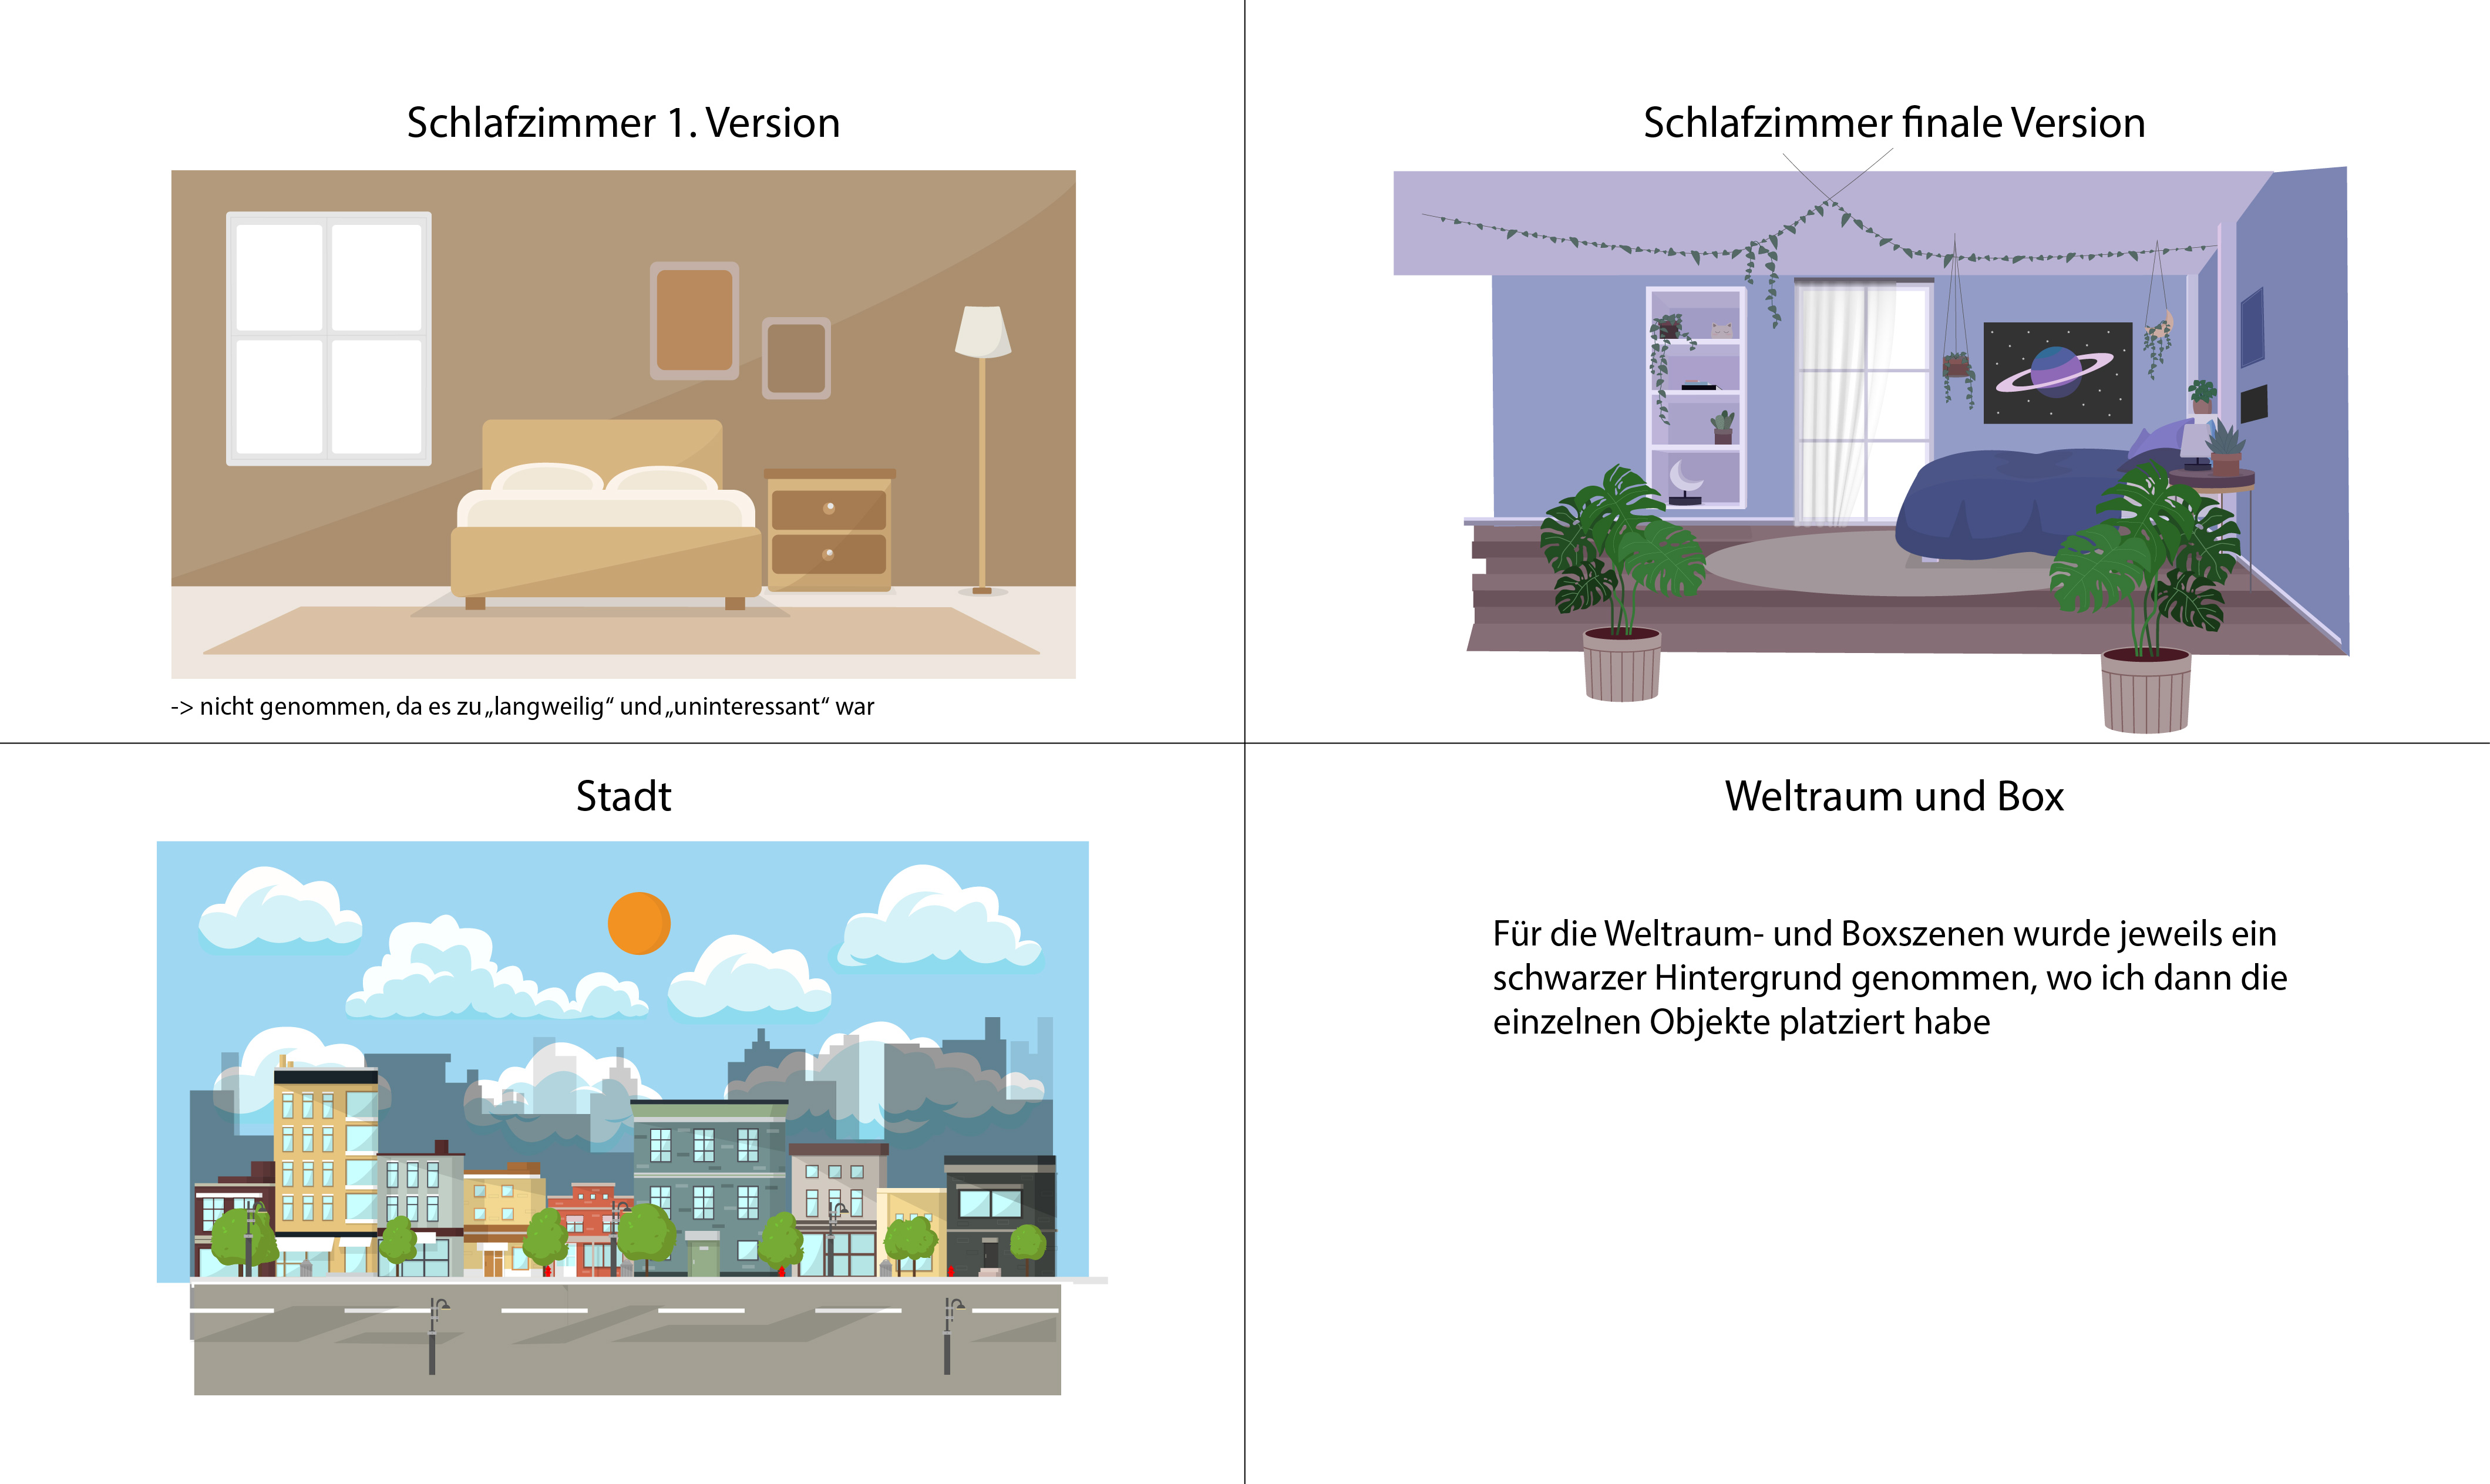 Schlafzimmer 1. Version
-> nicht genommen, da es zu „langweilig“ und „uninteressant“ war
Schlafzimmer finale Version
Stadt
Weltraum und Box
Für die Weltraum- und Boxszenen wurde jeweils ein
schwarzer Hintergrund genommen, wo ich dann die
einzelnen Objekte platziert habe